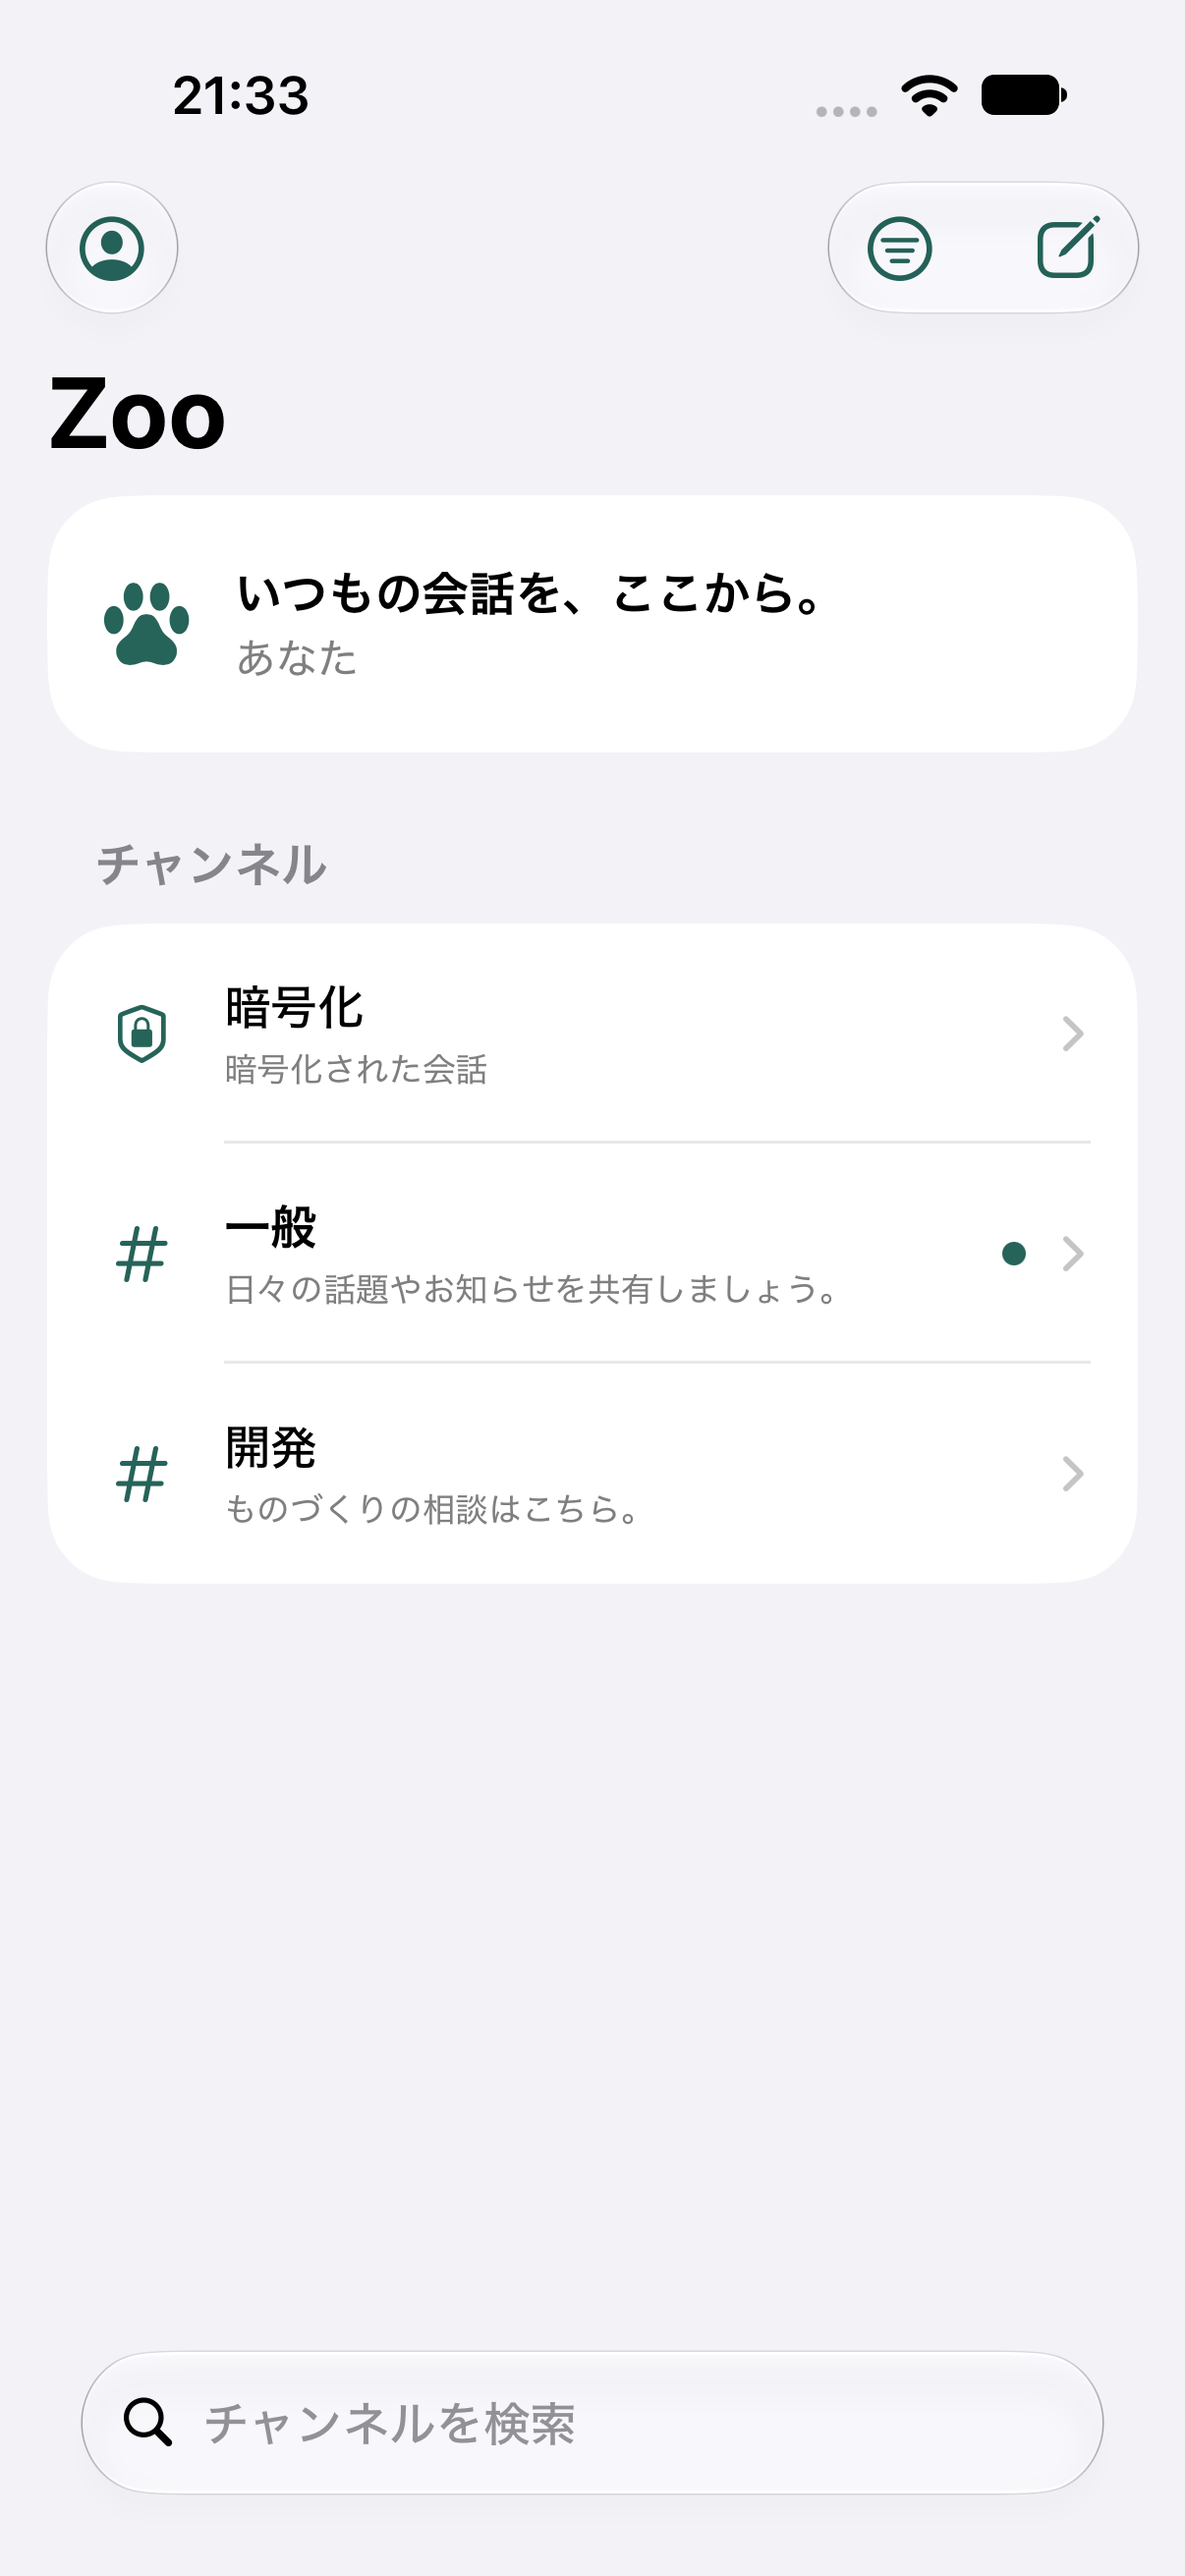 21:33
Zoo
いつもの会話を、ここから。
あなた
チャンネル
暗号化
暗号化された会話
一般
日々の話題やお知らせを共有しましょう。
開発
ものづくりの相談はこちら。
チャンネルを検索